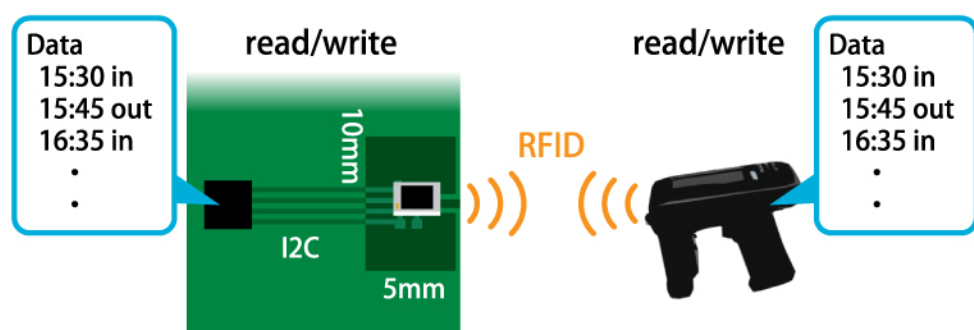 Data
15:30 in
15:45 out
16:35 in
read/write
10mm
I2C
5mm
RFID
read/write
Data
15:30 in
15:45 out
16:35 in